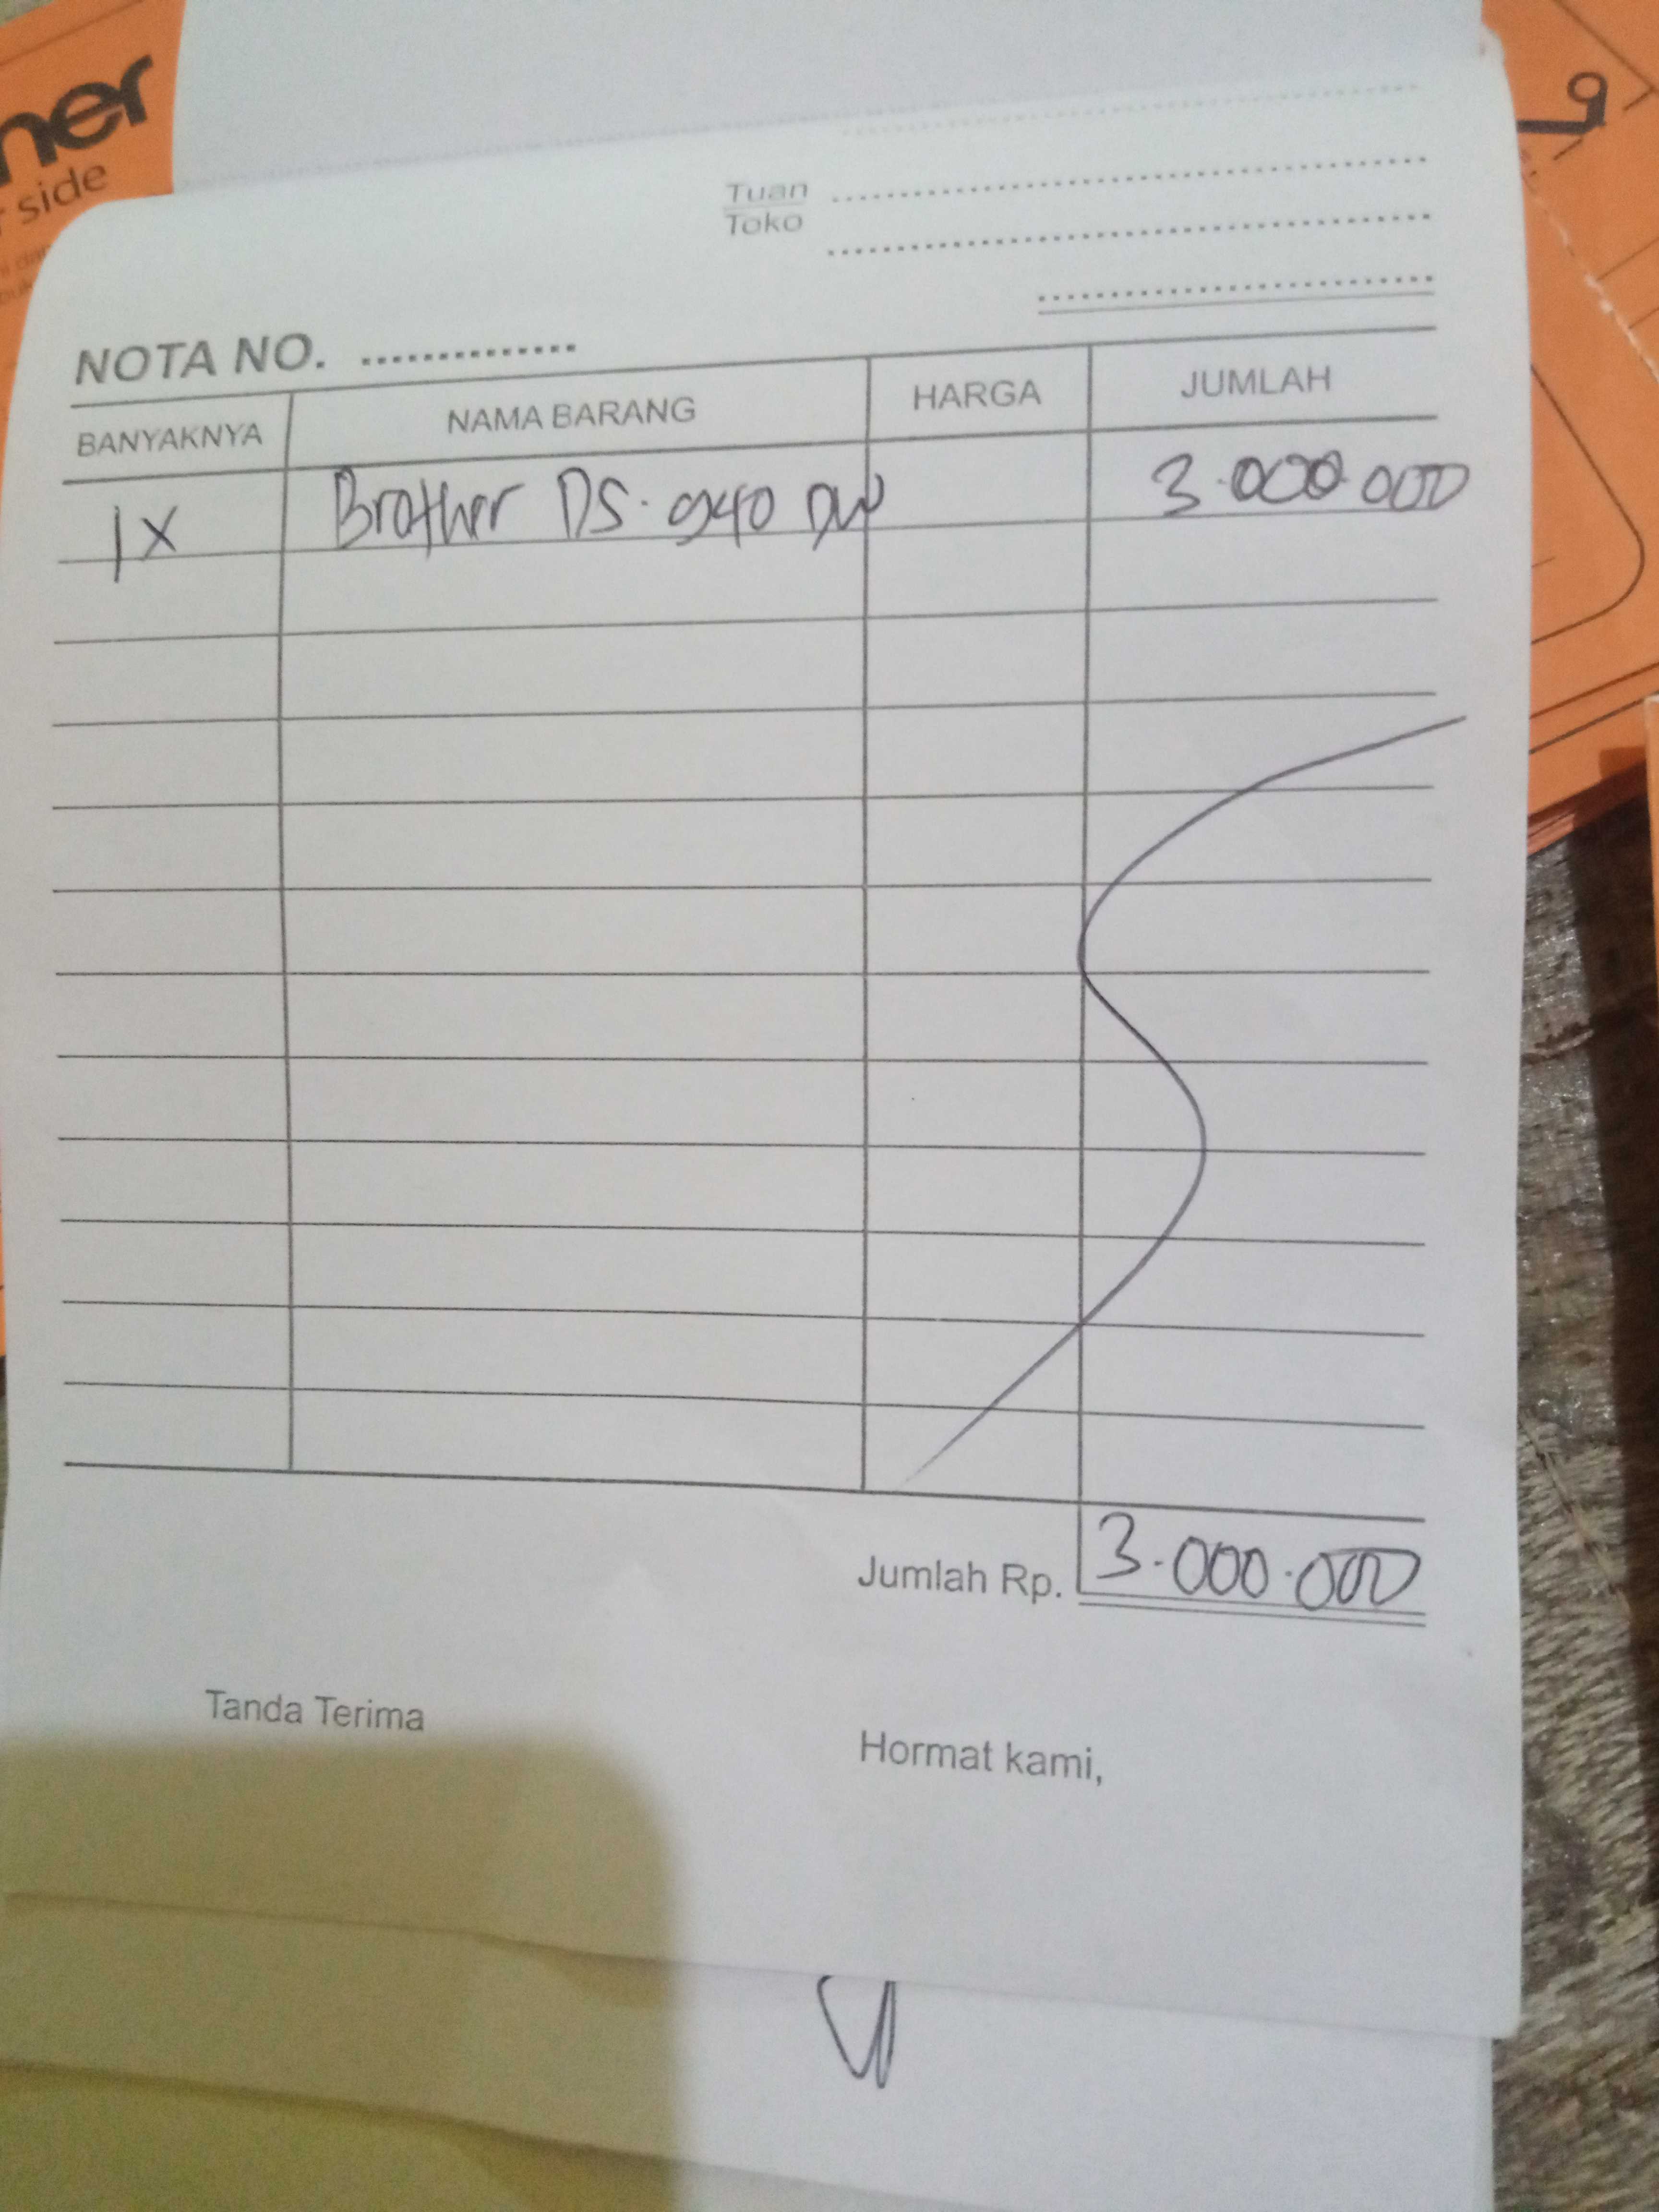 ner
r side
Tuan
Toko
NOTA NO. ...............
BANYAKNYA NAMA BARANG HARGA JUMLAH
1X Brother DS. 940 DW 3.000.000
Jumlah Rp. 3.000.000
Tanda Terima
Hormat kami,